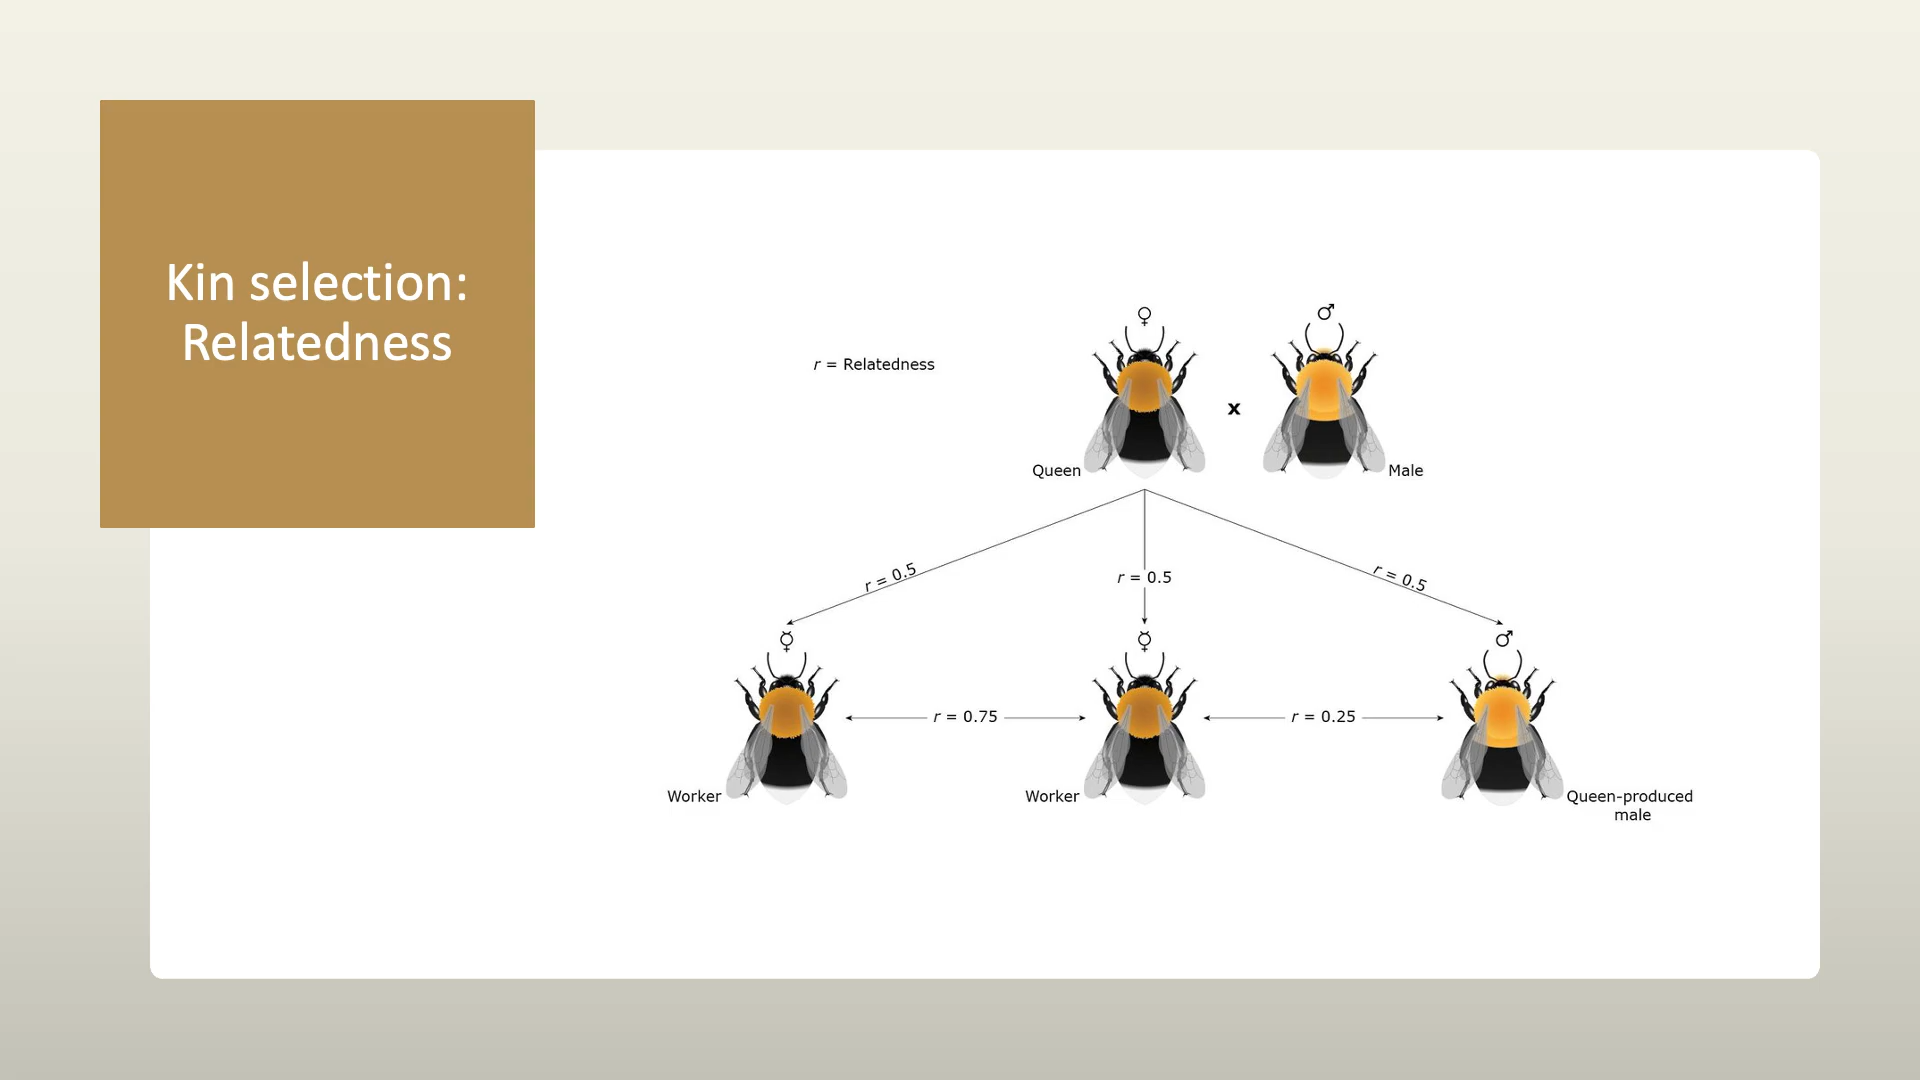 Kin selection:
Relatedness
♀
♂
r = Relatedness
x
Queen
Male
r = 0.5
r = 0.5
r = 0.5
☿
☿
♂
r = 0.75
r = 0.25
Worker
Worker
Queen-produced
male